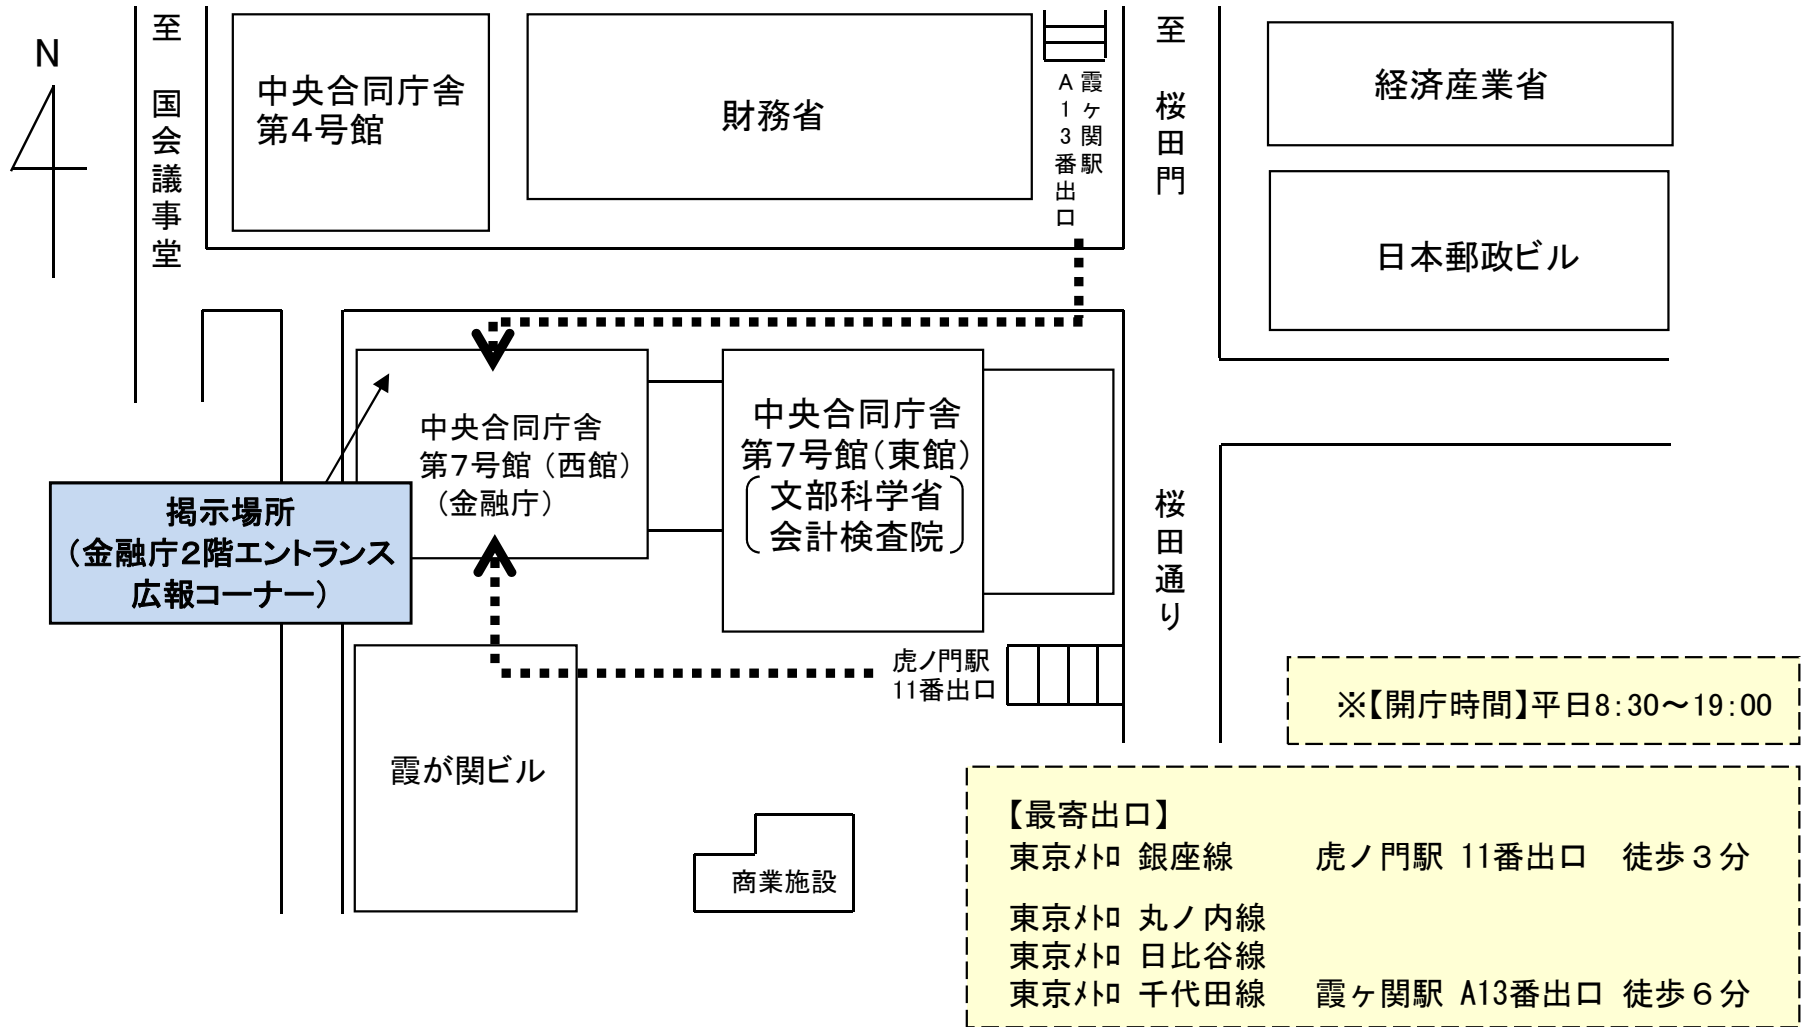 N
至 国会議事堂
中央合同庁舎
第4号館
財務省
霞ヶ関駅
A13番出口
至 桜田門
経済産業省
日本郵政ビル
中央合同庁舎
第7号館（西館）
（金融庁）
中央合同庁舎
第7号館（東館）
文部科学省
会計検査院
掲示場所
（金融庁2階エントランス
広報コーナー）
桜田通り
虎ノ門駅
11番出口
霞が関ビル
商業施設
※【開庁時間】平日8:30～19:00
【最寄出口】
東京ﾒﾄﾛ 銀座線 虎ノ門駅 11番出口 徒歩３分
東京ﾒﾄﾛ 丸ノ内線
東京ﾒﾄﾛ 日比谷線
東京ﾒﾄﾛ 千代田線 霞ヶ関駅 A13番出口 徒歩６分